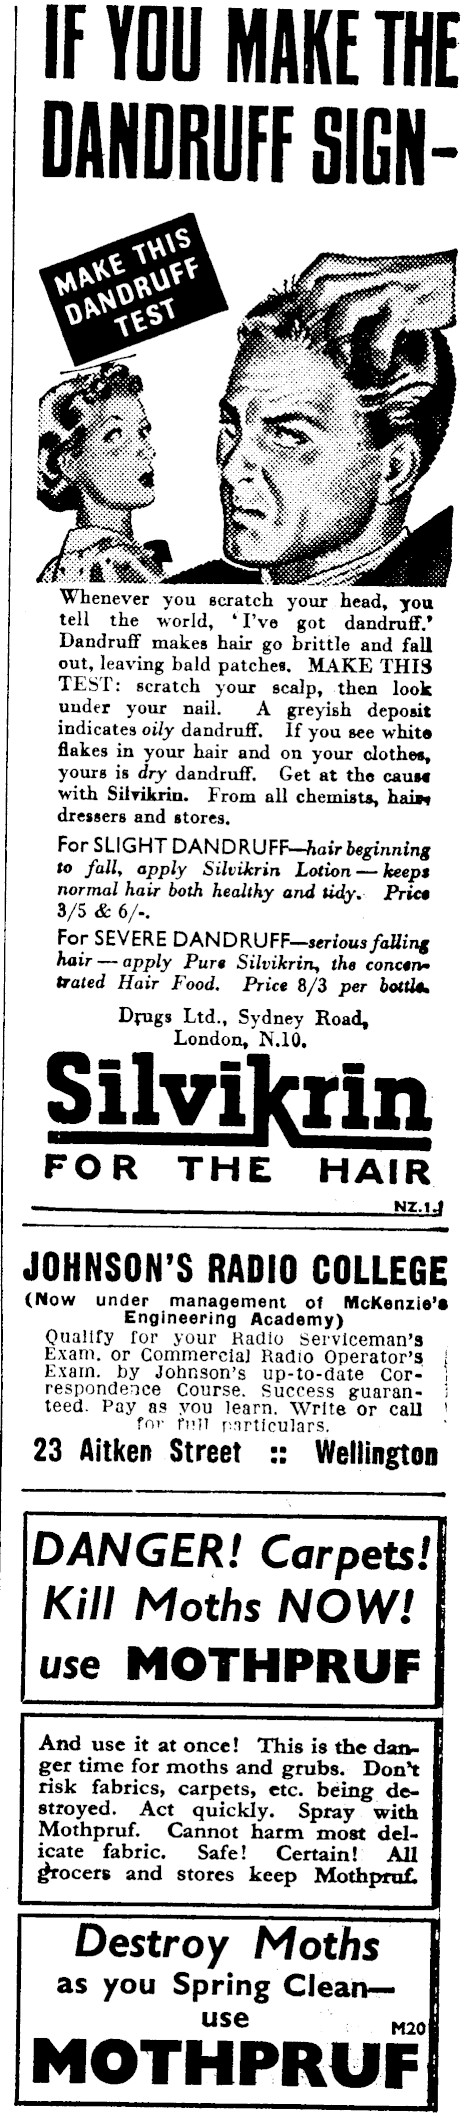 IF YOU MAKE THE
DANDRUFF SIGN-
MAKE THIS
DANDRUFF
TEST
Whenever you scratch your head, you
tell the world, 'I've got dandruff.'
Dandruff makes hair go brittle and fall
out, leaving bald patches. MAKE THIS
TEST: scratch your scalp, then look
under your nail. A greyish deposit
indicates oily dandruff. If you see white
flakes in your hair and on your clothes,
yours is dry dandruff. Get at the cause
with Silvikrin. From all chemists, hair-
dressers and stores.
For SLIGHT DANDRUFF—hair beginning
to fall, apply Silvikrin Lotion — keeps
normal hair both healthy and tidy. Price
3/5 & 6/-.
For SEVERE DANDRUFF—serious falling
hair — apply Pure Silvikrin, the concen-
trated Hair Food. Price 8/3 per bottle.
Drugs Ltd., Sydney Road,
London, N.10.
Silvikrin
FOR THE HAIR
NZ.1.1
JOHNSON'S RADIO COLLEGE
(Now under management of McKenzie's
Engineering Academy)
Qualify for your Radio Serviceman's
Exam. or Commercial Radio Operator's
Exam. by Johnson's up-to-date Cor-
respondence Course. Success guaran-
teed. Pay as you learn. Write or call
for full particulars.
23 Aitken Street :: Wellington
DANGER! Carpets!
Kill Moths NOW!
use MOTHPRUF
And use it at once! This is the dan-
ger time for moths and grubs. Don't
risk fabrics, carpets, etc. being de-
stroyed. Act quickly. Spray with
Mothpruf. Cannot harm most del-
icate fabric. Safe! Certain! All
grocers and stores keep Mothpruf.
Destroy Moths
as you Spring Clean—
use
M20
MOTHPRUF